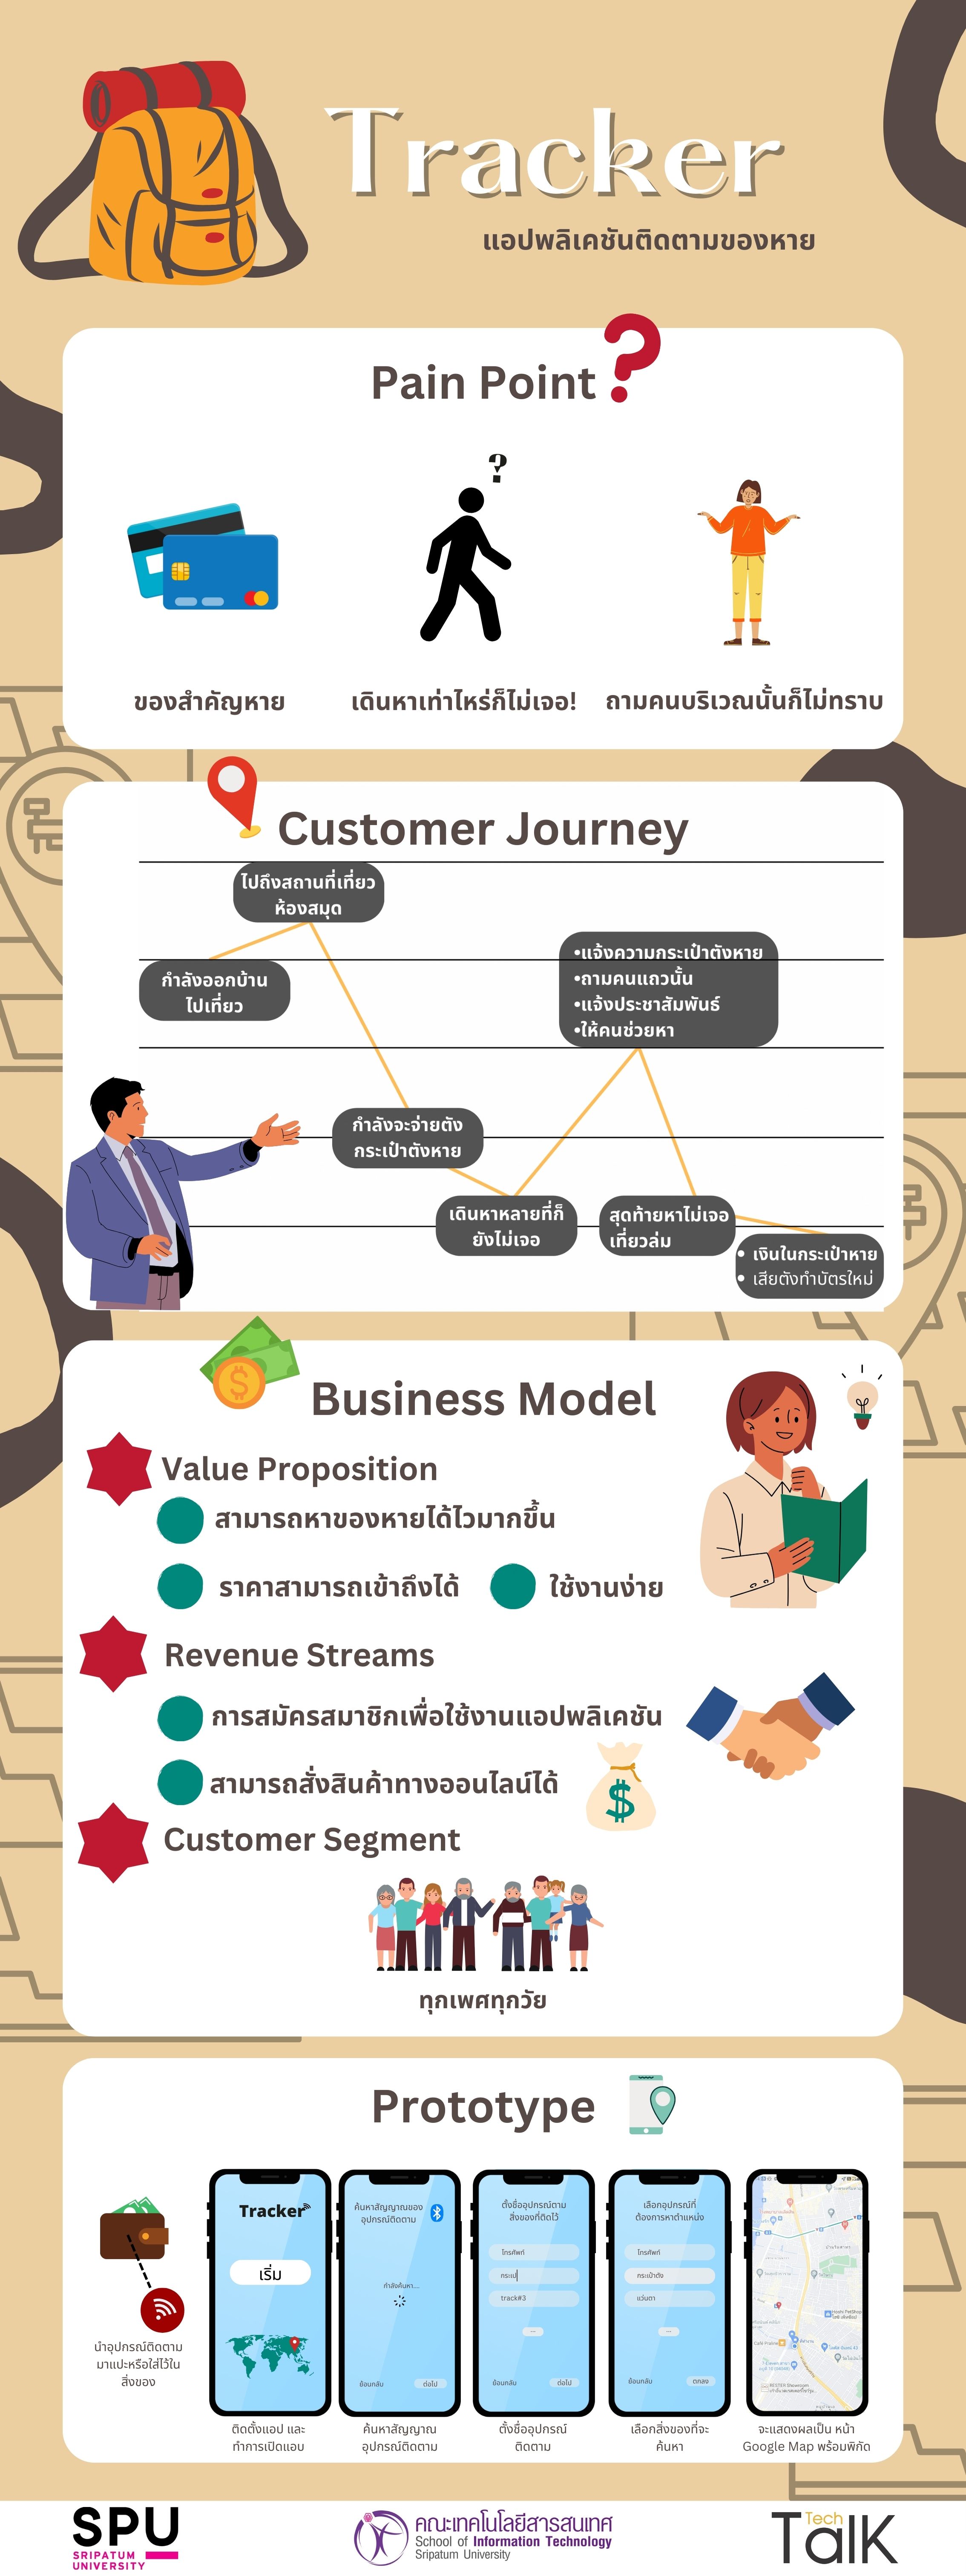 Tracker
แอปพลิเคชันติดตามของหาย
Pain Point
?
ของสำคัญหาย
เดินหาเท่าไหร่ก็ไม่เจอ!
ถามคนบริเวณนั้นก็ไม่ทราบ
Customer Journey
ไปถึงสถานที่เที่ยว
ห้องสมุด
กำลังออกบ้าน
ไปเที่ยว
•แจ้งความกระเป๋าตังหาย
•ถามคนแถวนั้น
•แจ้งประชาสัมพันธ์
•ให้คนช่วยหา
กำลังจะจ่ายตัง
กระเป๋าตังหาย
เดินหาหลายที่ก็
ยังไม่เจอ
สุดท้ายหาไม่เจอ
เที่ยวล่ม
• เงินในกระเป๋าหาย
• เสียตังทำบัตรใหม่
Business Model
Value Proposition
สามารถหาของหายได้ไวมากขึ้น
ราคาสามารถเข้าถึงได้
ใช้งานง่าย
Revenue Streams
การสมัครสมาชิกเพื่อใช้งานแอปพลิเคชัน
สามารถสั่งสินค้าทางออนไลน์ได้
$
Customer Segment
ทุกเพศทุกวัย
Prototype
นำอุปกรณ์ติดตาม
มาแปะหรือใส่ไว้ใน
สิ่งของ
Tracker
เริ่ม
ติดตั้งแอป และ
ทำการเปิดแอบ
ค้นหาสัญญาณของ
อุปกรณ์ติดตาม
กำลังค้นหา...
ย้อนกลับ
ต่อไป
ค้นหาสัญญาณ
อุปกรณ์ติดตาม
ตั้งชื่ออุปกรณ์ตาม
สิ่งของที่ติดไว้
โทรศัพท์
กระเป๋
track#3
...
ย้อนกลับ
ต่อไป
ตั้งชื่ออุปกรณ์
ติดตาม
เลือกอุปกรณ์ที่
ต้องการหาตำแหน่ง
โทรศัพท์
กระเป๋าตัง
แว่นตา
...
ย้อนกลับ
ตกลง
เลือกสิ่งของที่จะ
ค้นหา
จะแสดงผลเป็น หน้า
Google Map พร้อมพิกัด
SPU
SRIPATUM
UNIVERSITY
คณะเทคโนโลยีสารสนเทศ
School of Information Technology
Sripatum University
Tech
Talk